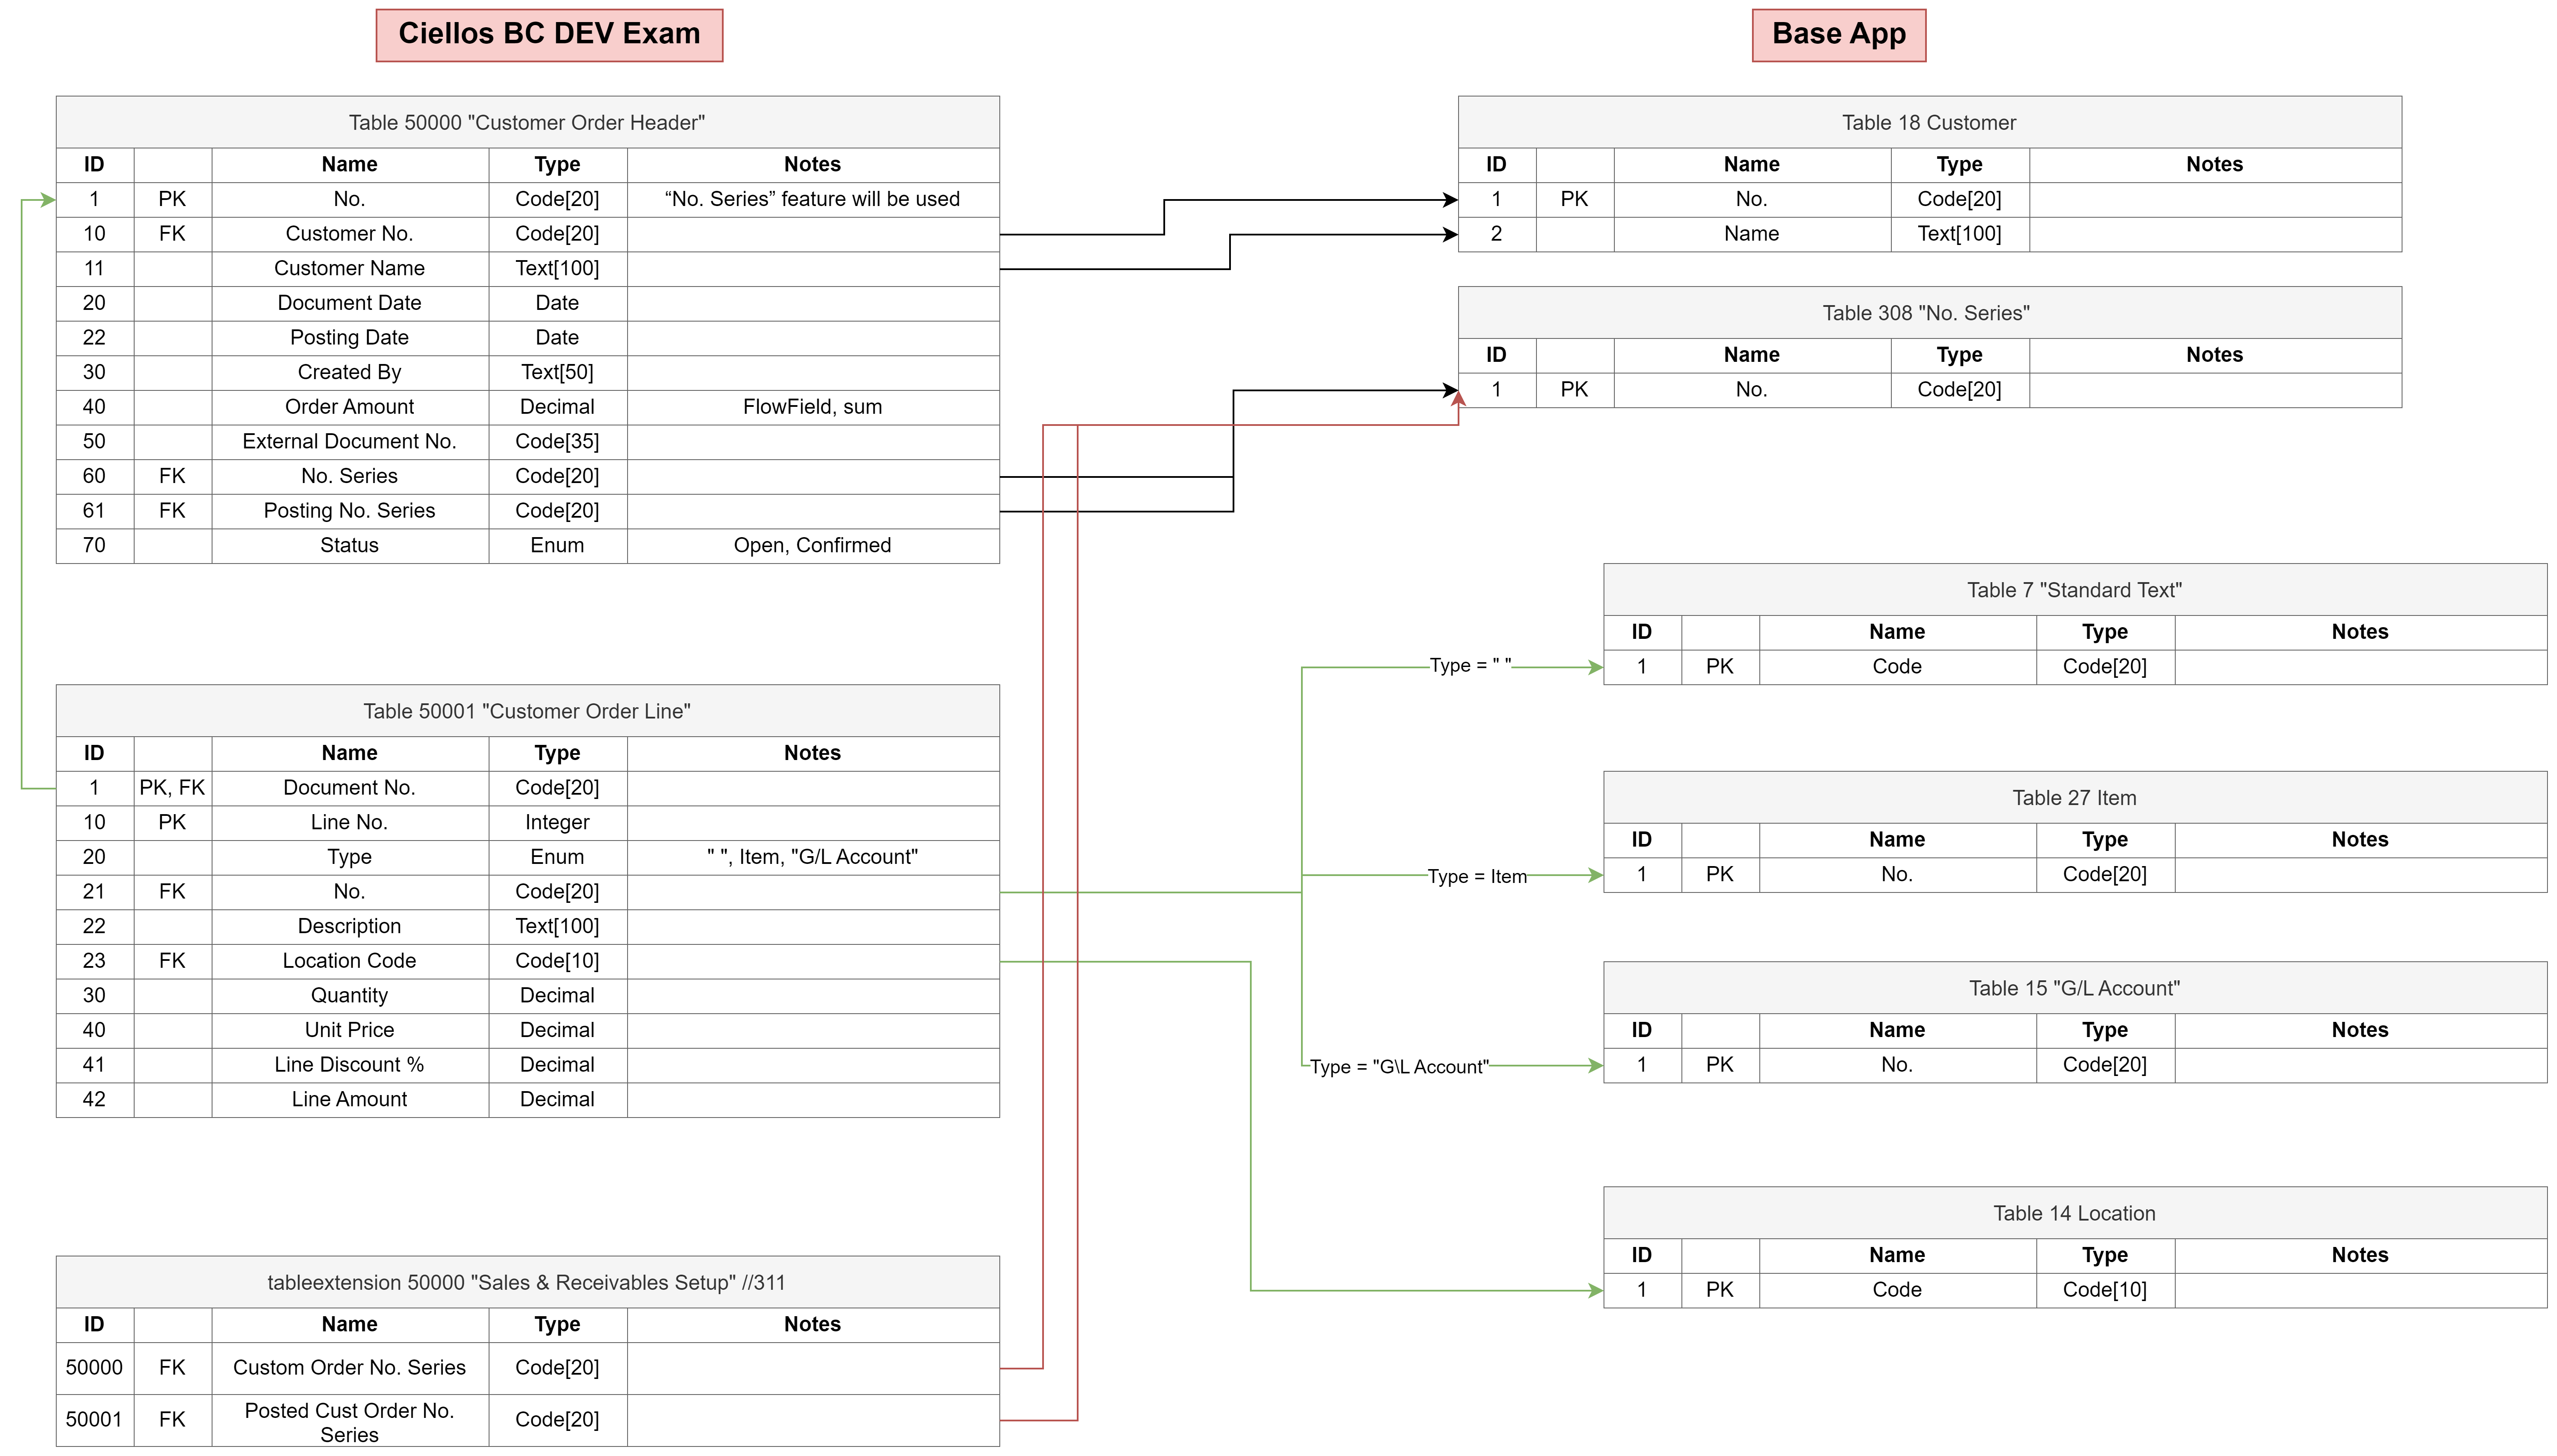 Ciellos BC DEV Exam
Base App
Table 50000 "Customer Order Header"
ID Name Type Notes
1 PK No. Code[20] “No. Series” feature will be used
10 FK Customer No. Code[20]
11 Customer Name Text[100]
20 Document Date Date
22 Posting Date Date
30 Created By Text[50]
40 Order Amount Decimal FlowField, sum
50 External Document No. Code[35]
60 FK No. Series Code[20]
61 FK Posting No. Series Code[20]
70 Status Enum Open, Confirmed
Table 18 Customer
ID Name Type Notes
1 PK No. Code[20]
2 Name Text[100]
Table 308 "No. Series"
ID Name Type Notes
1 PK No. Code[20]
Table 50001 "Customer Order Line"
ID Name Type Notes
1 PK, FK Document No. Code[20]
10 PK Line No. Integer
20 Type Enum " ", Item, "G/L Account"
21 FK No. Code[20]
22 Description Text[100]
23 FK Location Code Code[10]
30 Quantity Decimal
40 Unit Price Decimal
41 Line Discount % Decimal
42 Line Amount Decimal
Type = " "
Type = Item
Type = "G\L Account"
Table 7 "Standard Text"
ID Name Type Notes
1 PK Code Code[20]
Table 27 Item
ID Name Type Notes
1 PK No. Code[20]
Table 15 "G/L Account"
ID Name Type Notes
1 PK No. Code[20]
Table 14 Location
ID Name Type Notes
1 PK Code Code[10]
tableextension 50000 "Sales & Receivables Setup" //311
ID Name Type Notes
50000 FK Custom Order No. Series Code[20]
50001 FK Posted Cust Order No. Code[20]
Series